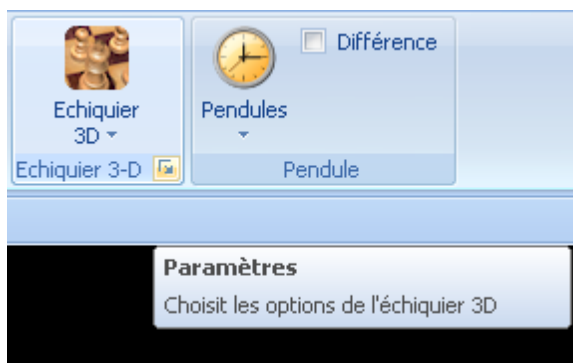 Echiquier
3D
Echiquier 3-D
Pendules
Différence
Pendule
Paramètres
Choisit les options de l'échiquier 3D